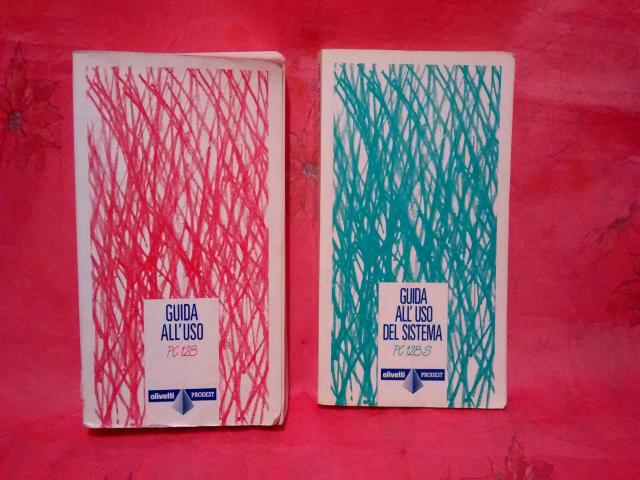 GUIDA
ALL'USO
PC 128
olivetti PRODEST
GUIDA
ALL'USO
DEL SISTEMA
PC 128-S
olivetti PRODEST